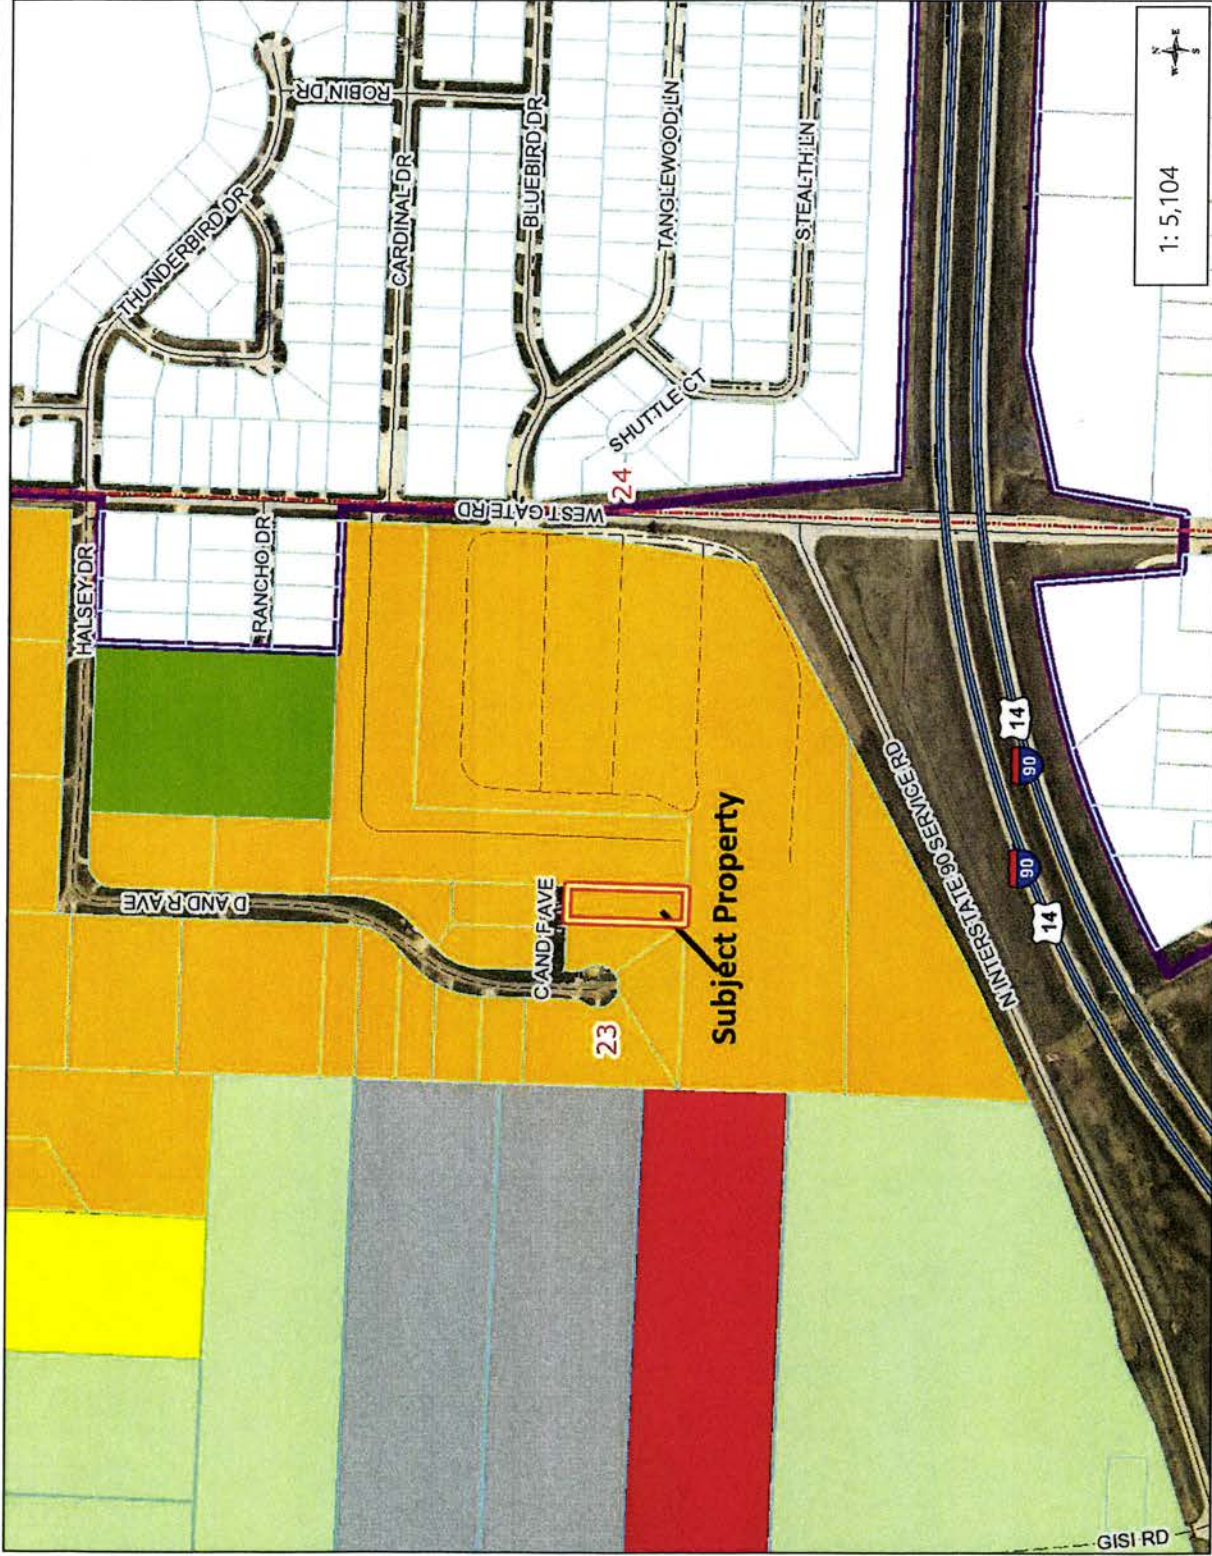 HALSEY DR
THUNDERBIRD DR
ROBIN DR
RANCHO DR
CARDINAL DR
D AND R AVE
WEST GATE RD
BLUEBIRD DR
C AND F AVE
24
SHUTTLE CT
TANGLEWOOD LN
23
STEALTH LN
Subject Property
N INTERSTATE 90 SERVICE RD
14
90
90
14
GISI RD
1: 5,104
N
W
E
S